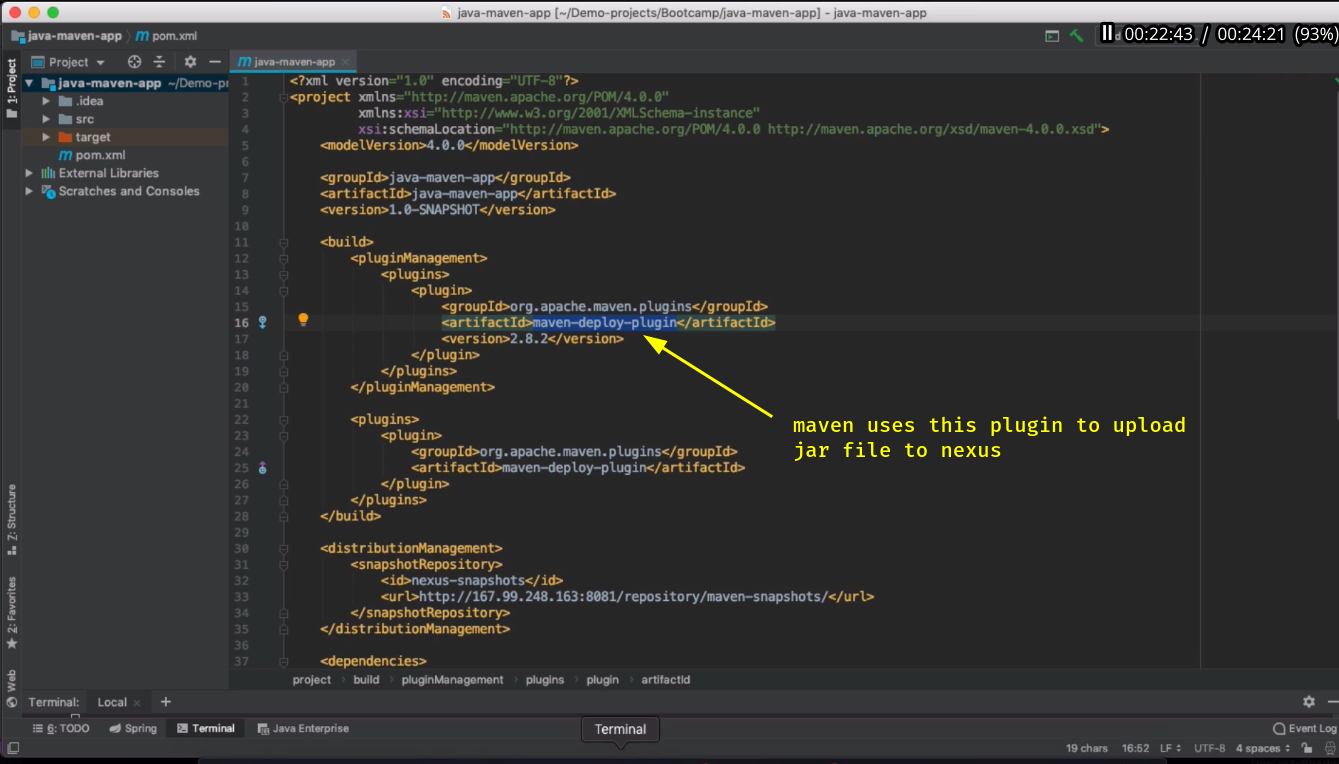 java-maven-app [~/Demo-projects/Bootcamp/java-maven-app] - java-maven-app
java-maven-app
pom.xml
00:22:43 / 00:24:21 (93%)
1: Project
Project
java-maven-app
java-maven-app ~/Demo-pr
.idea
src
target
pom.xml
External Libraries
Scratches and Consoles
1 <?xml version="1.0" encoding="UTF-8"?>
2 <project xmlns="http://maven.apache.org/POM/4.0.0"
3 xmlns:xsi="http://www.w3.org/2001/XMLSchema-instance"
4 xsi:schemaLocation="http://maven.apache.org/POM/4.0.0 http://maven.apache.org/xsd/maven-4.0.0.xsd">
5 <modelVersion>4.0.0</modelVersion>
6
7 <groupId>java-maven-app</groupId>
8 <artifactId>java-maven-app</artifactId>
9 <version>1.0-SNAPSHOT</version>
10
11 <build>
12 <pluginManagement>
13 <plugins>
14 <plugin>
15 <groupId>org.apache.maven.plugins</groupId>
16 <artifactId>maven-deploy-plugin</artifactId>
17 <version>2.8.2</version>
18 </plugin>
19 </plugins>
20 </pluginManagement>
21
22 <plugins>
23 <plugin>
24 <groupId>org.apache.maven.plugins</groupId>
25 <artifactId>maven-deploy-plugin</artifactId>
26 </plugin>
27 </plugins>
28 </build>
29
30 <distributionManagement>
31 <snapshotRepository>
32 <id>nexus-snapshots</id>
33 <url>http://167.99.248.163:8081/repository/maven-snapshots/</url>
34 </snapshotRepository>
35 </distributionManagement>
36
37 <dependencies>
maven uses this plugin to upload
jar file to nexus
Z: Structure
2: Favorites
Web
project build pluginManagement plugins plugin artifactId
Terminal: Local
6: TODO Spring Terminal Java Enterprise
Terminal
Event Log
19 chars 16:52 LF UTF-8 4 spaces